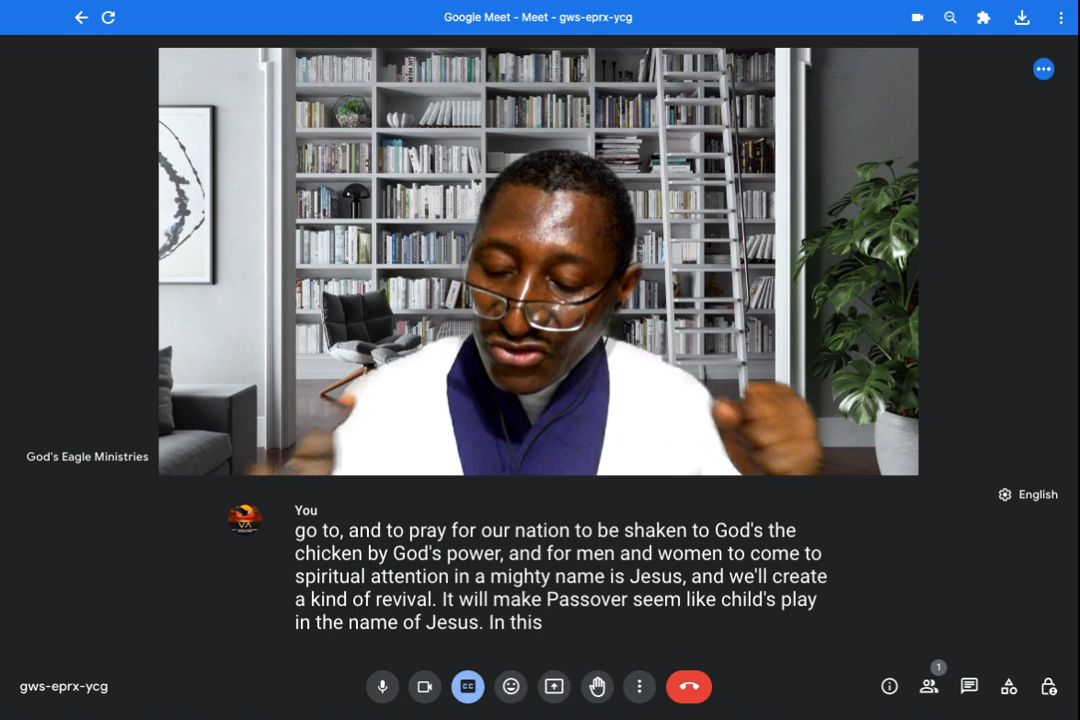 Google Meet - Meet - gws-eprx-ycg
God's Eagle Ministries
English
You
go to, and to pray for our nation to be shaken to God's the
chicken by God's power, and for men and women to come to
spiritual attention in a mighty name is Jesus, and we'll create
a kind of revival. It will make Passover seem like child's play
in the name of Jesus. In this
gws-eprx-ycg
CC
1